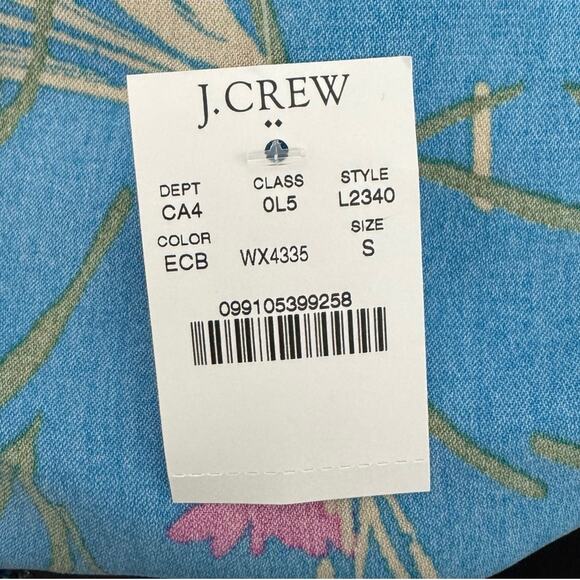 J.CREW
DEPT CLASS STYLE
CA4 0L5 L2340
COLOR SIZE
ECB WX4335 S
099105399258